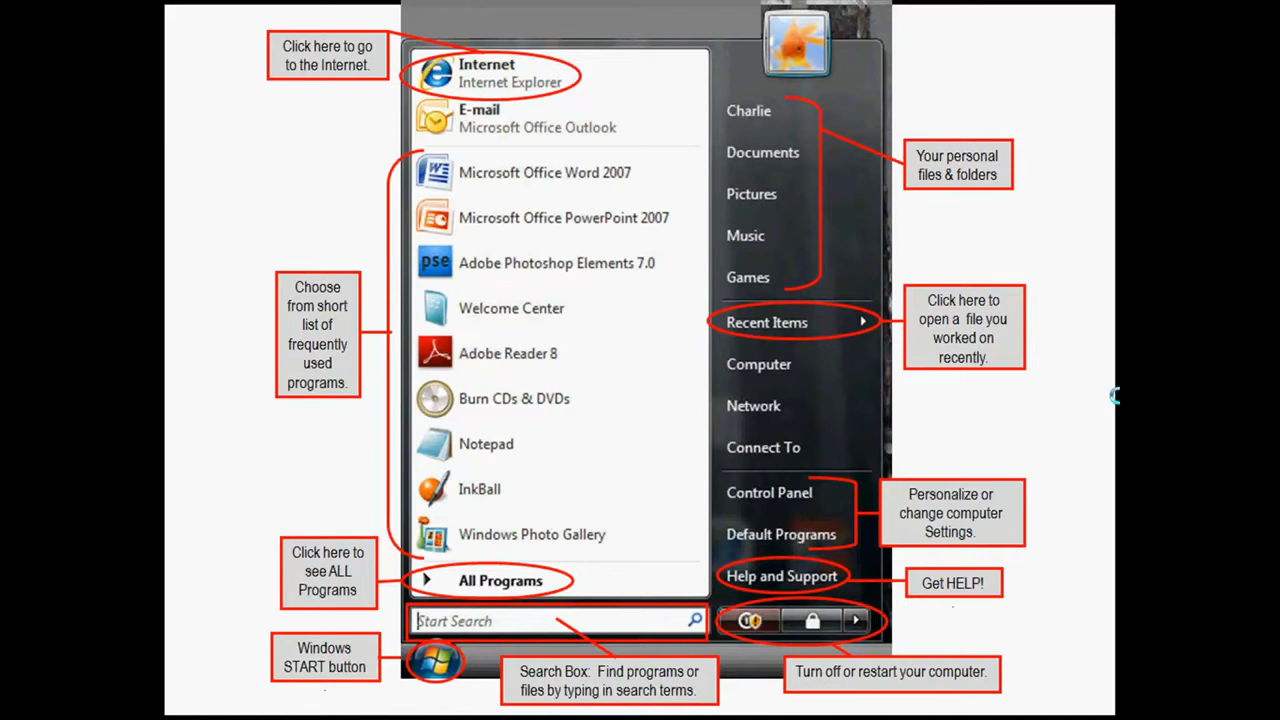 Click here to go
to the Internet.
Internet
Internet Explorer
E-mail
Microsoft Office Outlook
Microsoft Office Word 2007
Microsoft Office PowerPoint 2007
pse
Adobe Photoshop Elements 7.0
Welcome Center
Adobe Reader 8
Burn CDs & DVDs
Notepad
InkBall
Windows Photo Gallery
All Programs
Start Search
Choose
from short
list of
frequently
used
programs.
Click here to
see ALL
Programs
Windows
START button
Search Box: Find programs or
files by typing in search terms.
Charlie
Documents
Pictures
Music
Games
Recent Items
Computer
Network
Connect To
Control Panel
Default Programs
Help and Support
Your personal
files & folders
Click here to
open a file you
worked on
recently.
Personalize or
change computer
Settings.
Get HELP!
Turn off or restart your computer.